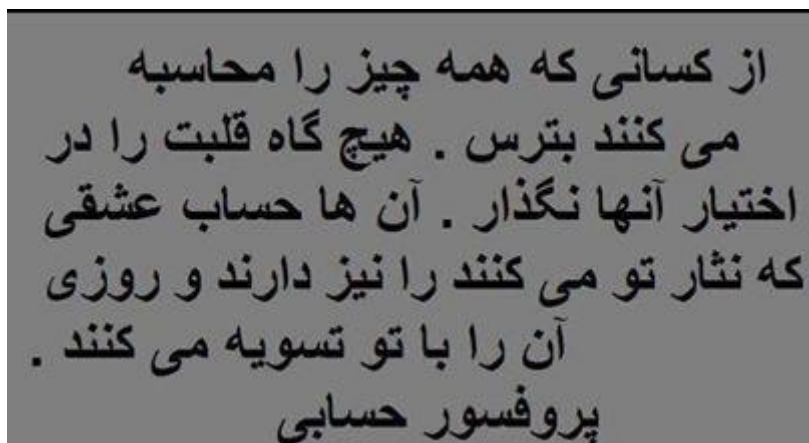 از کسانی که همه چیز را محاسبه
می کنند بترس . هیچ گاه قلبت را در
اختیار آنها نگذار . آن ها حساب عشقی
که نثار تو می کنند را نیز دارند و روزی
آن را با تو تسویه می کنند .
پروفسور حسابی